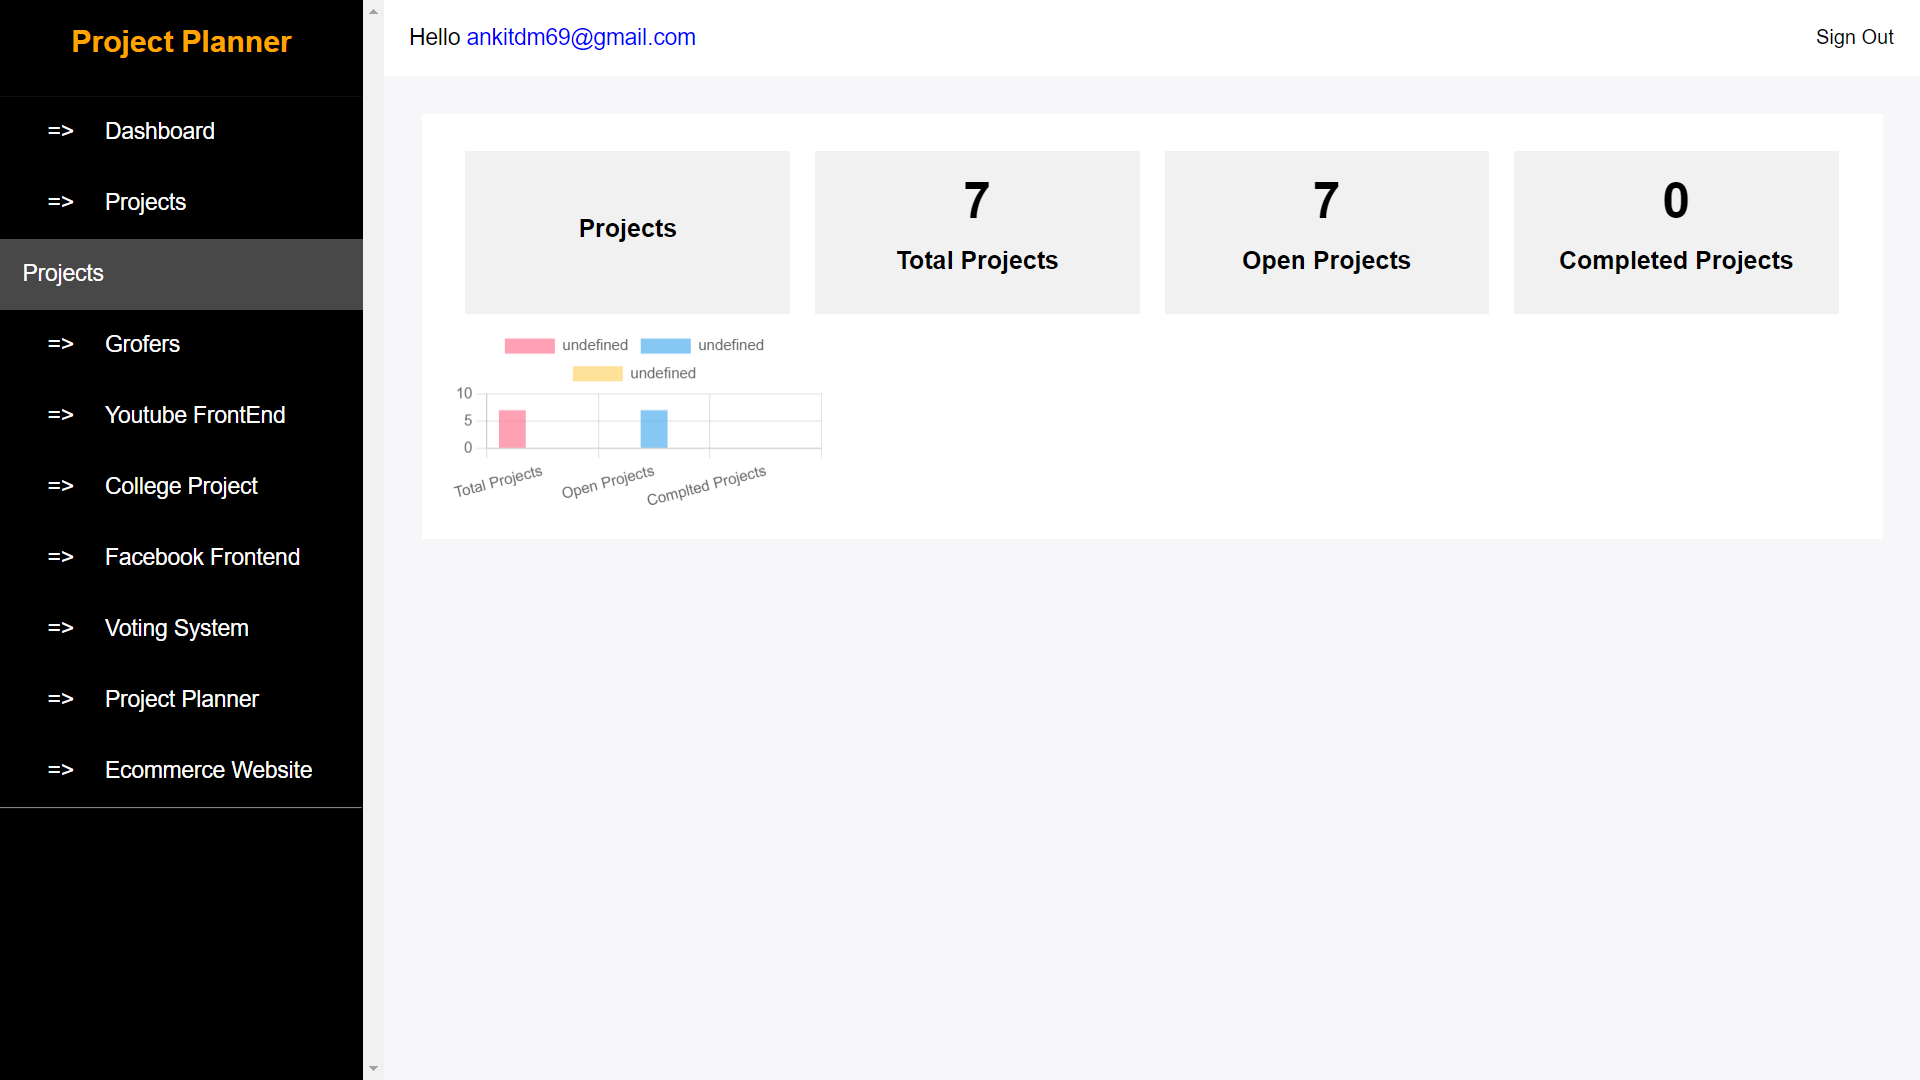 Project Planner
=> Dashboard
=> Projects
Projects
=> Grofers
=> Youtube FrontEnd
=> College Project
=> Facebook Frontend
=> Voting System
=> Project Planner
=> Ecommerce Website
Hello ankitdm69@gmail.com
Sign Out
Projects
7
Total Projects
7
Open Projects
0
Completed Projects
undefined undefined
undefined
10
5
0
Total Projects
Open Projects
Complted Projects